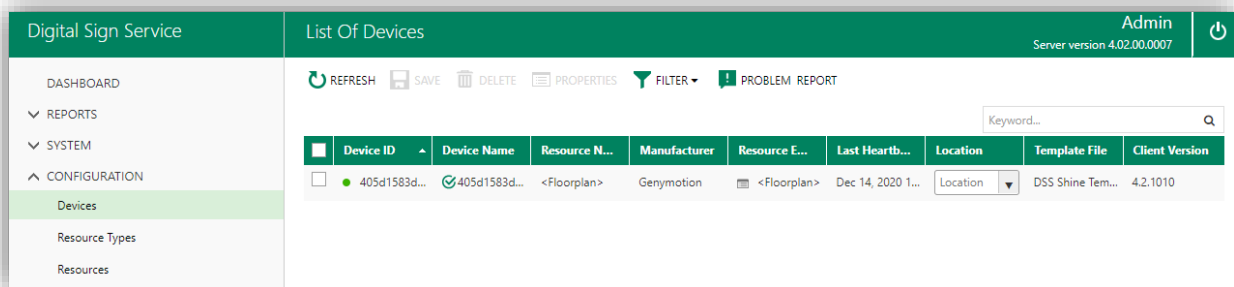 Digital Sign Service
List Of Devices
Admin
Server version 4.02.00.0007
DASHBOARD
REPORTS
SYSTEM
CONFIGURATION
Devices
Resource Types
Resources
REFRESH SAVE DELETE PROPERTIES FILTER PROBLEM REPORT
Keyword...
Device ID Device Name Resource N... Manufacturer Resource E... Last Heartb... Location Template File Client Version
405d1583d... 405d1583d... <Floorplan> Genymotion <Floorplan> Dec 14, 2020 1... Location DSS Shine Tem... 4.2.1010